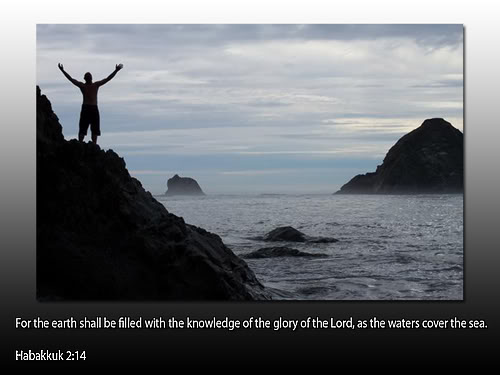 For the earth shall be filled with the knowledge of the glory of the Lord, as the waters cover the sea.
Habakkuk 2:14